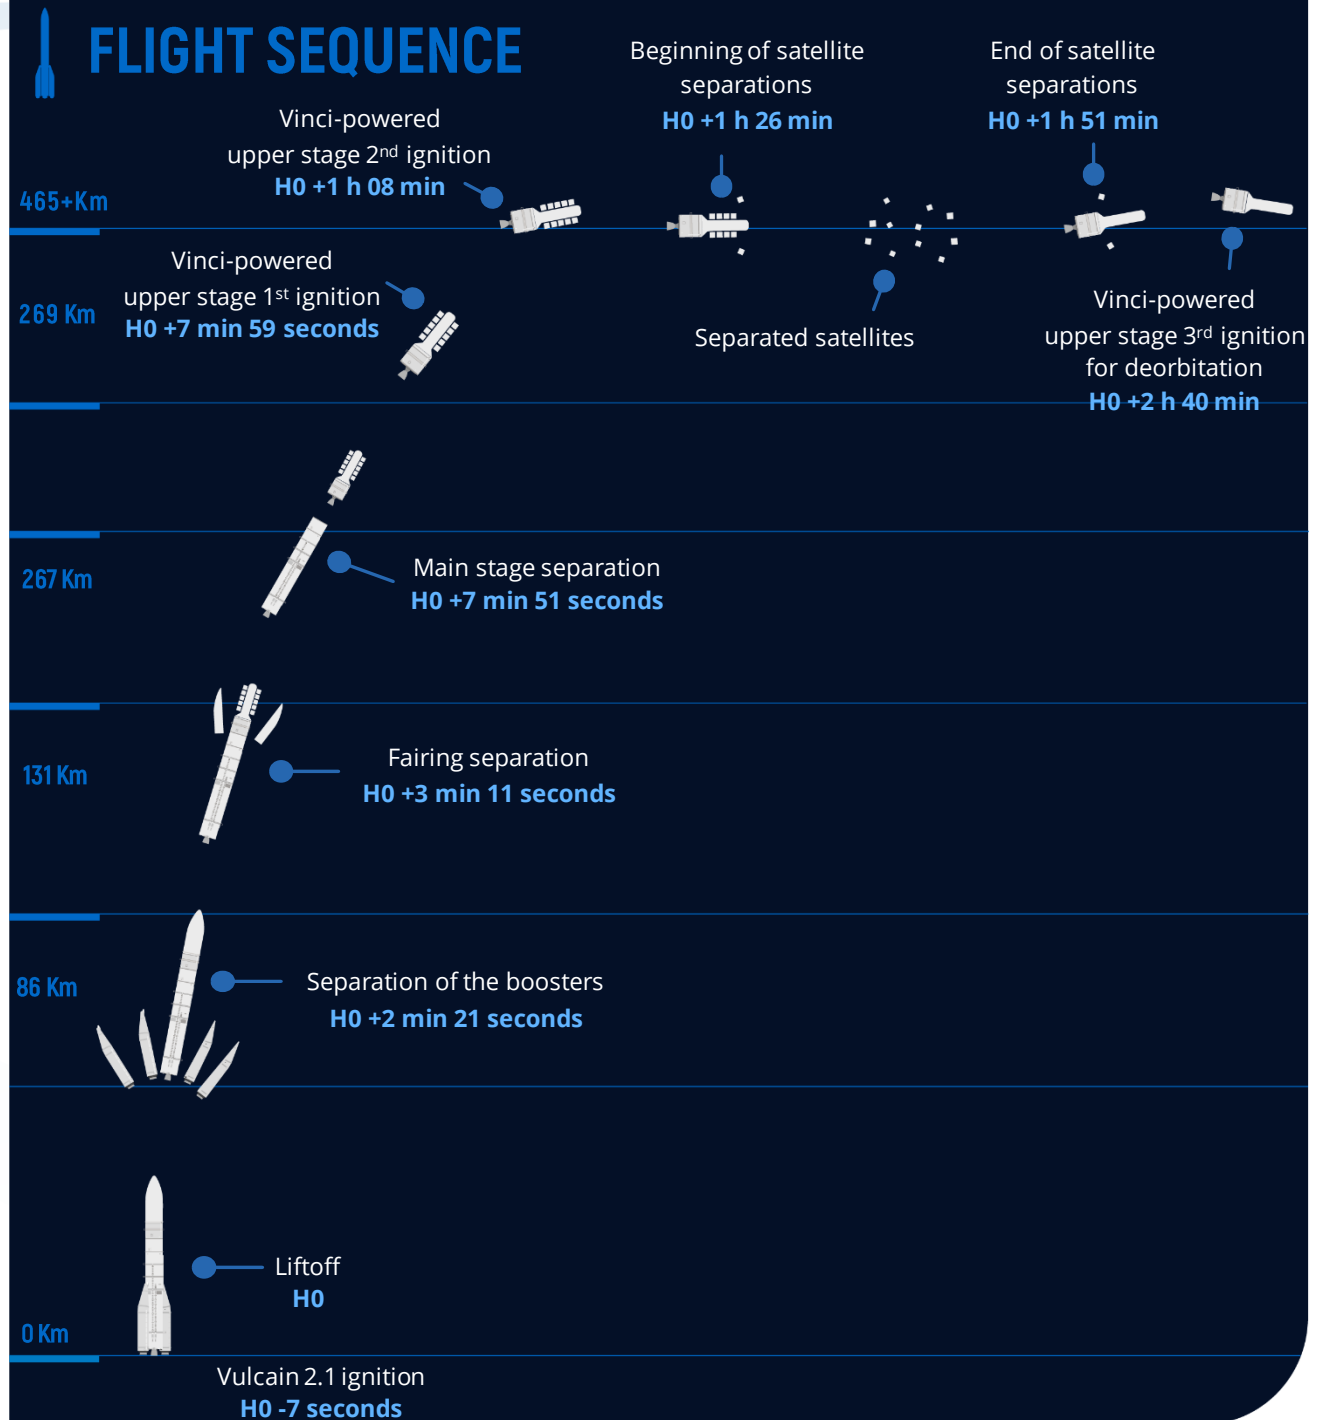 FLIGHT SEQUENCE
Beginning of satellite
separations
H0 +1 h 26 min
End of satellite
separations
H0 +1 h 51 min
Vinci-powered
upper stage 2nd ignition
H0 +1 h 08 min
465+Km
Vinci-powered
upper stage 1st ignition
H0 +7 min 59 seconds
269 Km
Separated satellites
Vinci-powered
upper stage 3rd ignition
for deorbitation
H0 +2 h 40 min
Main stage separation
H0 +7 min 51 seconds
267 Km
Fairing separation
H0 +3 min 11 seconds
131 Km
Separation of the boosters
H0 +2 min 21 seconds
86 Km
Liftoff
H0
0 Km
Vulcain 2.1 ignition
H0 -7 seconds